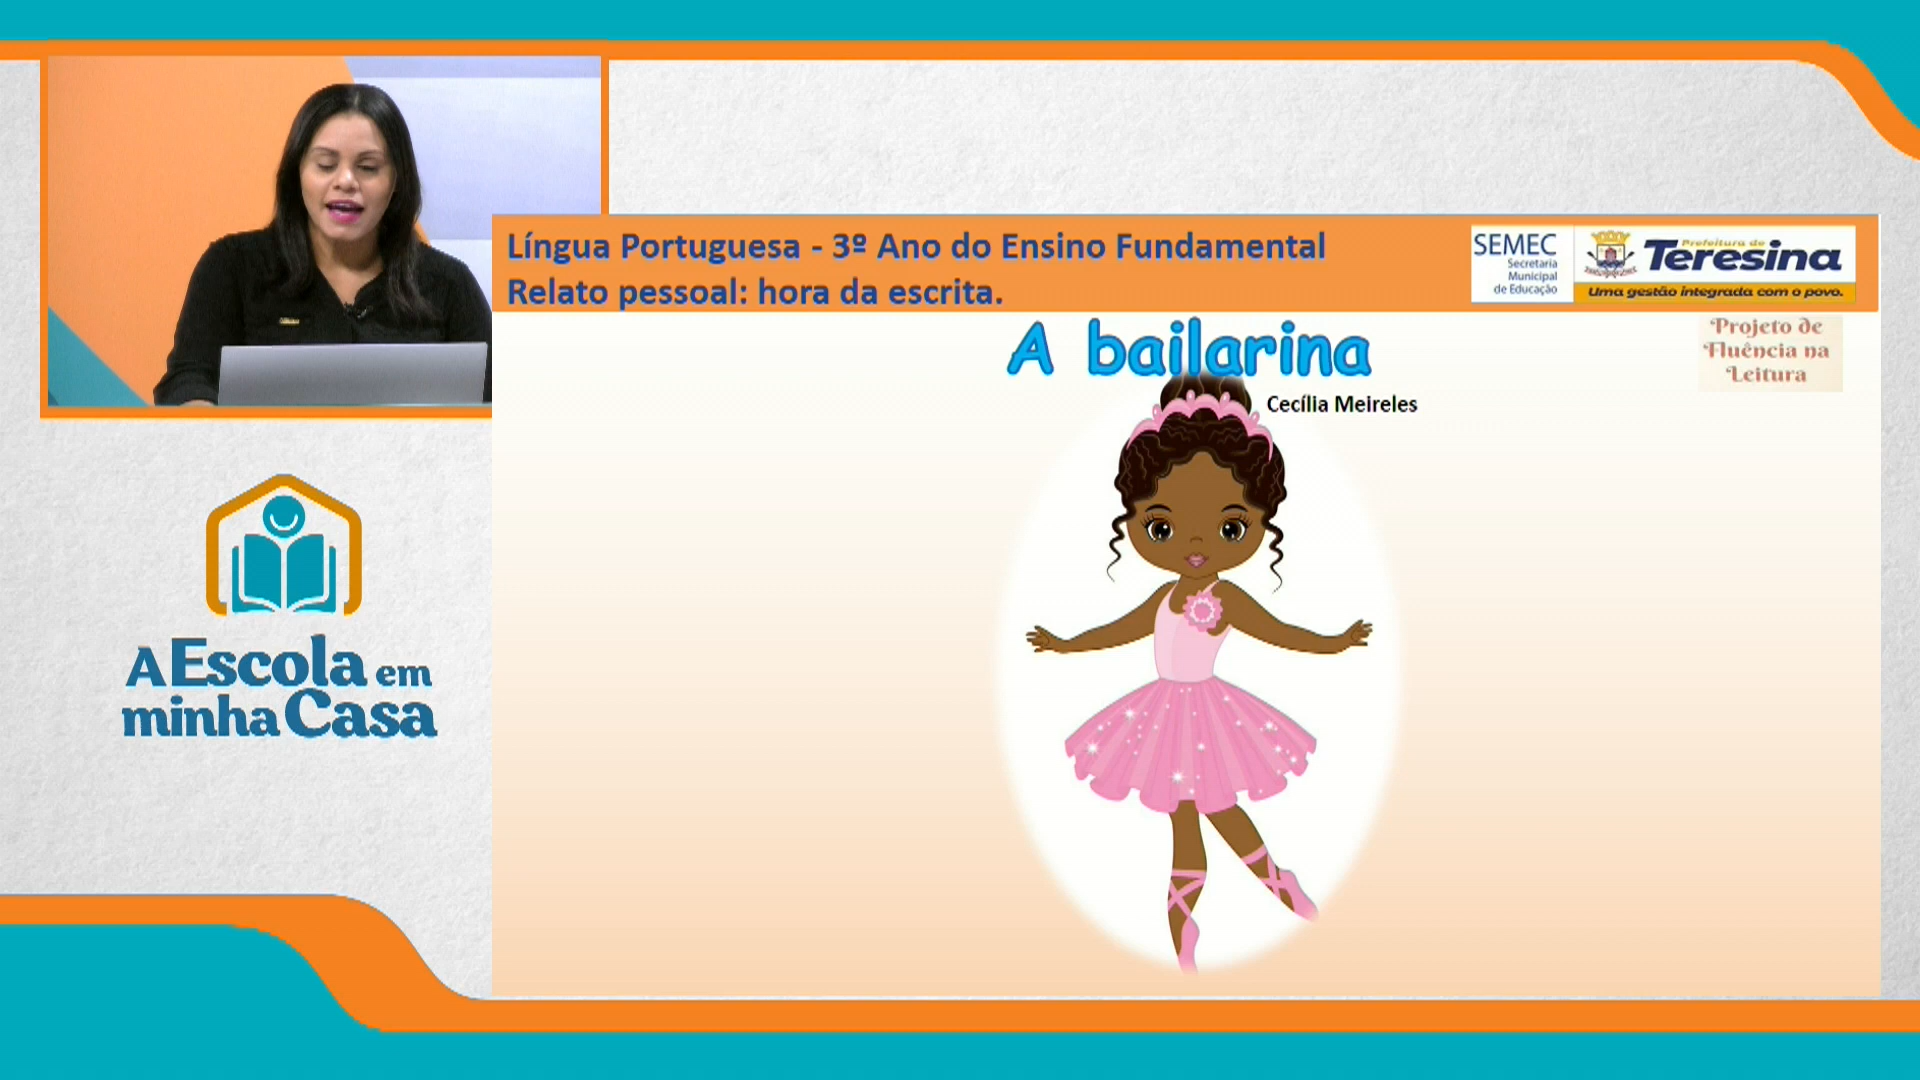 Língua Portuguesa - 3º Ano do Ensino Fundamental
Relato pessoal: hora da escrita.
SEMEC
Secretaria
Municipal
de Educação
Prefeitura de
Teresina
Uma gestão integrada com o povo.
A bailarina
Cecília Meireles
Projeto de
Fluência na
Leitura
A Escola em
minha Casa